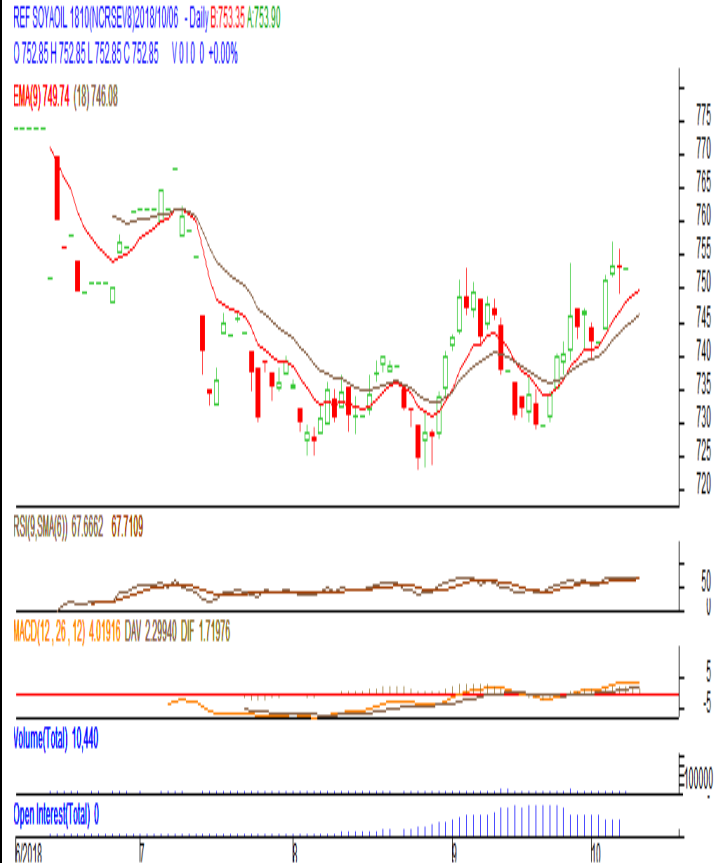 REF SOYAOIL 1810(NCRSEV8)2018/10/06 - Daily B:753.35 A:753.90
O 752.85 H 752.85 L 752.85 C 752.85 V 0 I 0 0 +0.00%
EMA(9) 749.74 (18) 746.08
775
770
765
760
755
750
745
740
735
730
725
720
RSI(9,SMA(6)) 67.6662 67.7109
50
0
MACD(12 , 26 , 12) 4.01916 DAV 2.29940 DIF 1.71976
5
-5
Volume(Total) 10,440
100000
Open Interest(Total) 0
6/2018 7 8 9 10